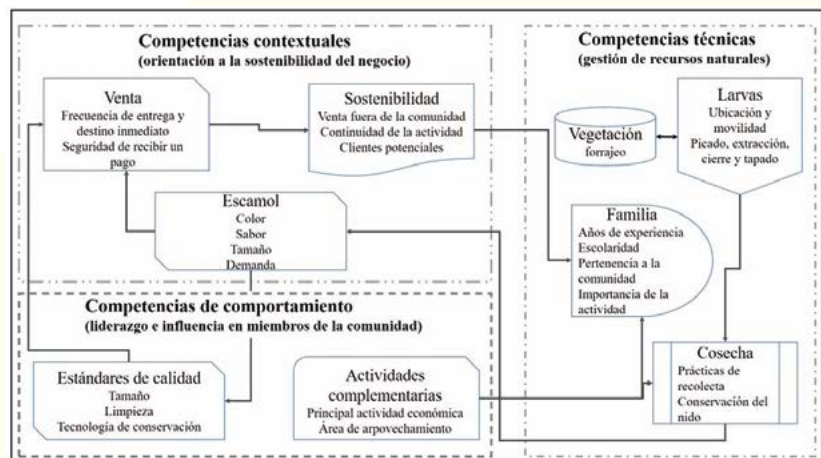 Competencias contextuales
(orientación a la sostenibilidad del negocio)
Venta
Frecuencia de entrega y
destino inmediato
Seguridad de recibir un
pago
Sostenibilidad
Venta fuera de la comunidad
Continuidad de la actividad
Clientes potenciales
Escamol
Color
Sabor
Tamaño
Demanda
Competencias de comportamiento
(liderazgo e influencia en miembros de la comunidad)
Estándares de calidad
Tamaño
Limpieza
Tecnología de conservación
Actividades
complementarias
Principal actividad económica
Área de arpovechamiento
Competencias técnicas
(gestión de recursos naturales)
Larvas
Ubicación y
movilidad
Picado, extracción,
cierre y tapado
Vegetación
forrajeo
Familia
Años de experiencia
Escolaridad
Pertenencia a la
comunidad
Importancia de la
actividad
Cosecha
Prácticas de
recolecta
Conservación del
nido